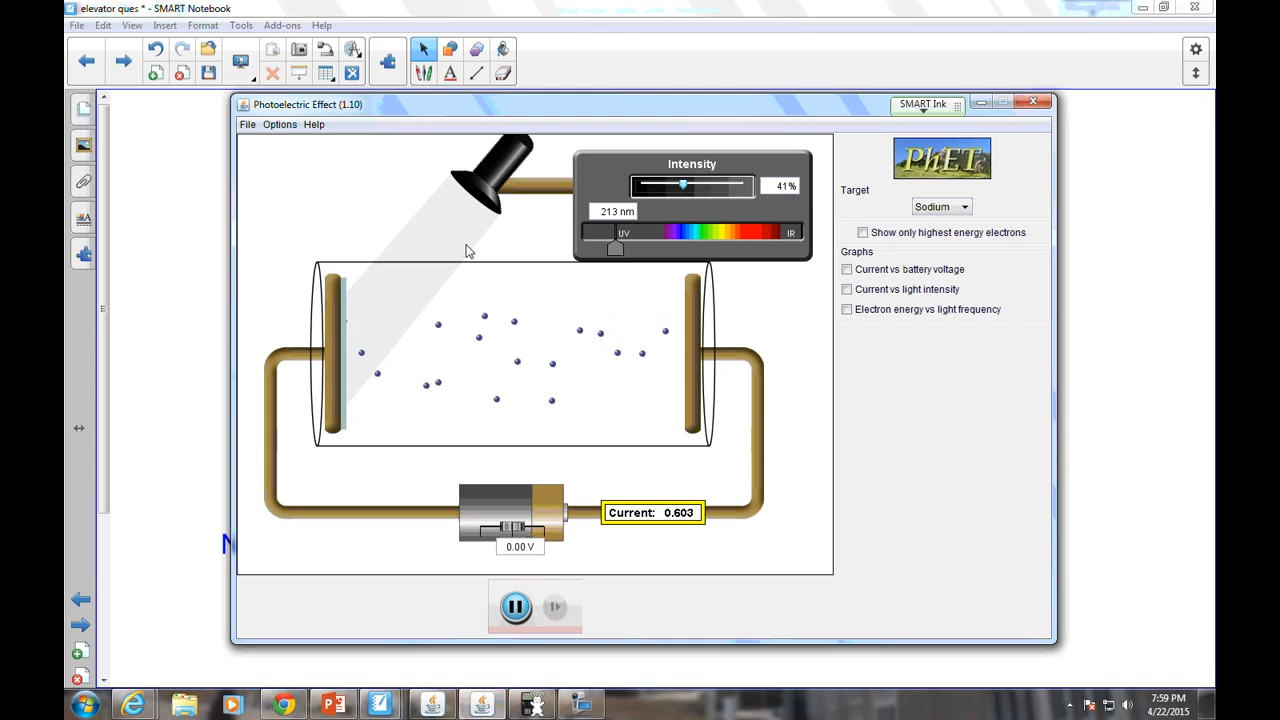 elevator ques * - SMART Notebook
File Edit View Insert Format Tools Add-ons Help
Photoelectric Effect (1.10)
SMART Ink
File Options Help
Intensity
41%
213 nm
UV
IR
PhET
Target
Sodium
Show only highest energy electrons
Graphs
Current vs battery voltage
Current vs light intensity
Electron energy vs light frequency
Current: 0.603
0.00 V
N
7:59 PM
4/22/2015